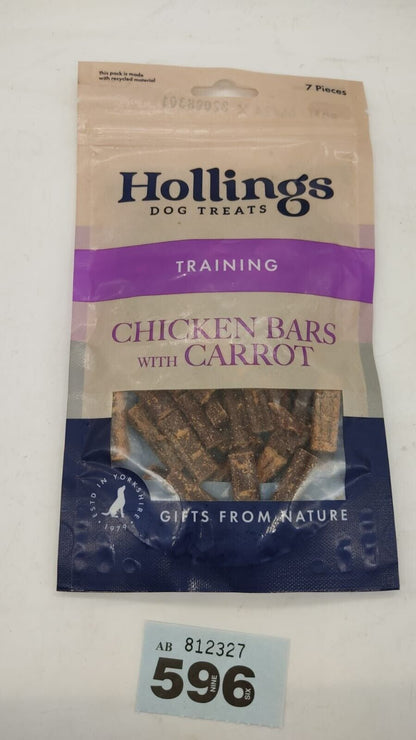 This pack is made
with recycled material
7 Pieces
Hollings
DOG TREATS
TRAINING
CHICKEN BARS
WITH CARROT
ESTD IN YORKSHIRE
1979
GIFTS FROM NATURE
AB 812327
596
NINE
SIX